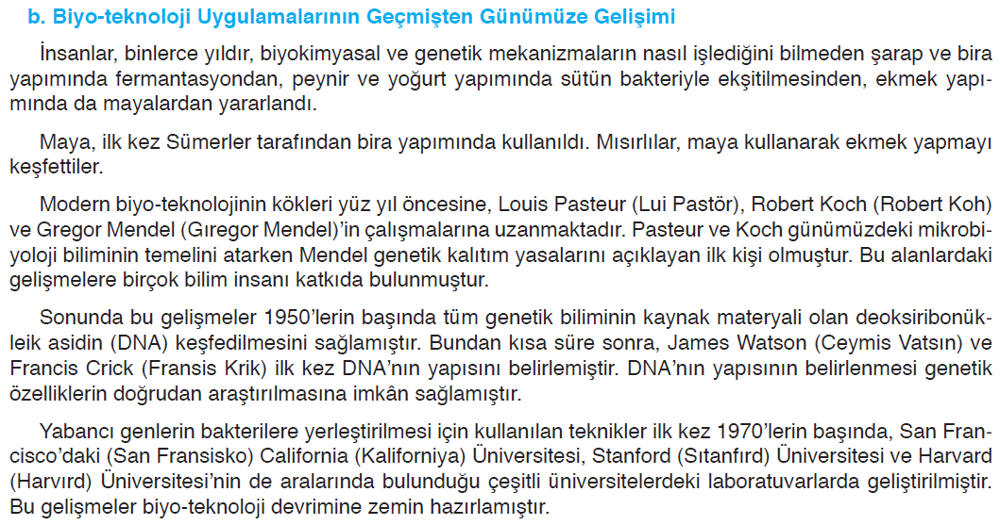 b. Biyo-teknoloji Uygulamalarının Geçmişten Günümüze Gelişimi
İnsanlar, binlerce yıldır, biyokimyasal ve genetik mekanizmaların nasıl işlediğini bilmeden şarap ve bira
yapımında fermantasyondan, peynir ve yoğurt yapımında sütün bakteriyle ekşitilmesinden, ekmek yapı-
mında da mayalardan yararlandı.
Maya, ilk kez Sümerler tarafından bira yapımında kullanıldı. Mısırlılar, maya kullanarak ekmek yapmayı
keşfettiler.
Modern biyo-teknolojinin kökleri yüz yıl öncesine, Louis Pasteur (Lui Pastör), Robert Koch (Robert Koh)
ve Gregor Mendel (Gıregor Mendel)’in çalışmalarına uzanmaktadır. Pasteur ve Koch günümüzdeki mikrobi-
yoloji biliminin temelini atarken Mendel genetik kalıtım yasalarını açıklayan ilk kişi olmuştur. Bu alanlardaki
gelişmelere birçok bilim insanı katkıda bulunmuştur.
Sonunda bu gelişmeler 1950’lerin başında tüm genetik biliminin kaynak materyali olan deoksiribonük-
leik asidin (DNA) keşfedilmesini sağlamıştır. Bundan kısa süre sonra, James Watson (Ceymis Vatsın) ve
Francis Crick (Fransis Krik) ilk kez DNA’nın yapısını belirlemiştir. DNA’nın yapısının belirlenmesi genetik
özelliklerin doğrudan araştırılmasına imkân sağlamıştır.
Yabancı genlerin bakterilere yerleştirilmesi için kullanılan teknikler ilk kez 1970’lerin başında, San Fran-
cisco’daki (San Fransisko) California (Kaliforniya) Üniversitesi, Stanford (Sıtanfırd) Üniversitesi ve Harvard
(Harvırd) Üniversitesi’nin de aralarında bulunduğu çeşitli üniversitelerdeki laboratuvarlarda geliştirilmiştir.
Bu gelişmeler biyo-teknoloji devrimine zemin hazırlamıştır.